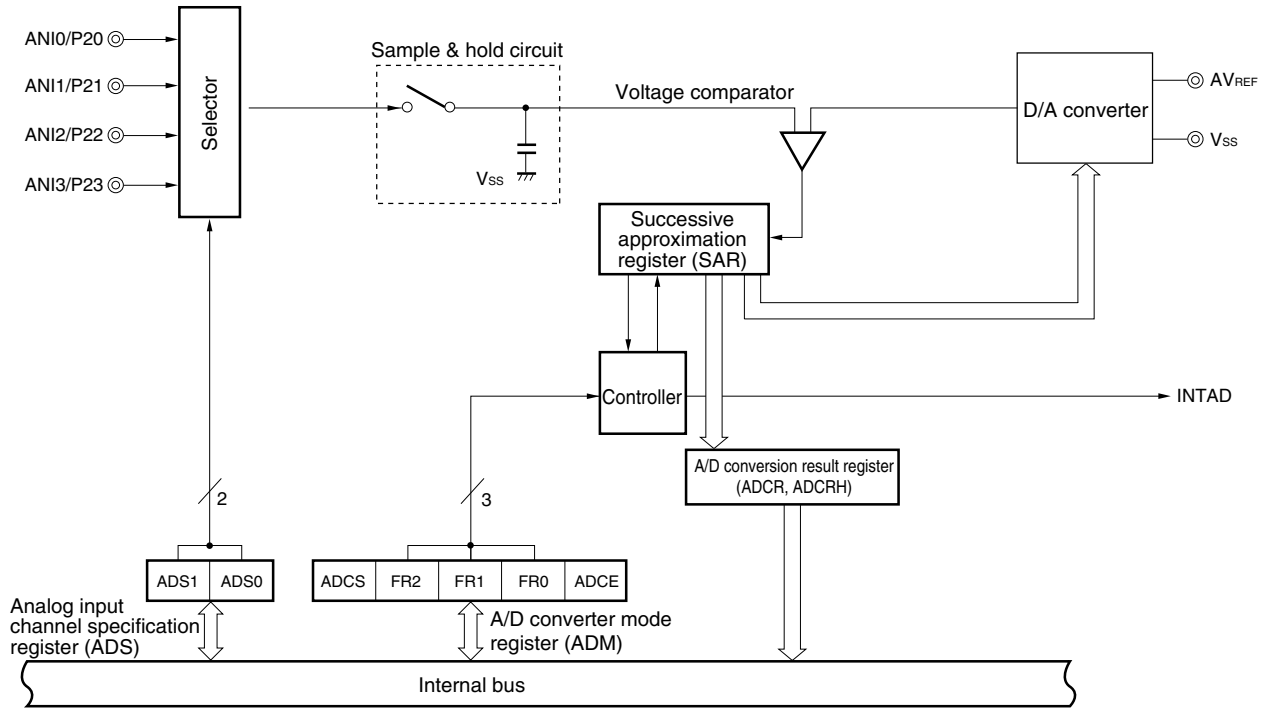 ANI0/P20
ANI1/P21
ANI2/P22
ANI3/P23
Selector
Sample & hold circuit
VSS
Voltage comparator
D/A converter
AVREF
VSS
Successive
approximation
register (SAR)
Controller
INTAD
A/D conversion result register
(ADCR, ADCRH)
2
3
ADS1 ADS0
ADCS FR2 FR1 FR0 ADCE
Analog input
channel specification
register (ADS)
A/D converter mode
register (ADM)
Internal bus